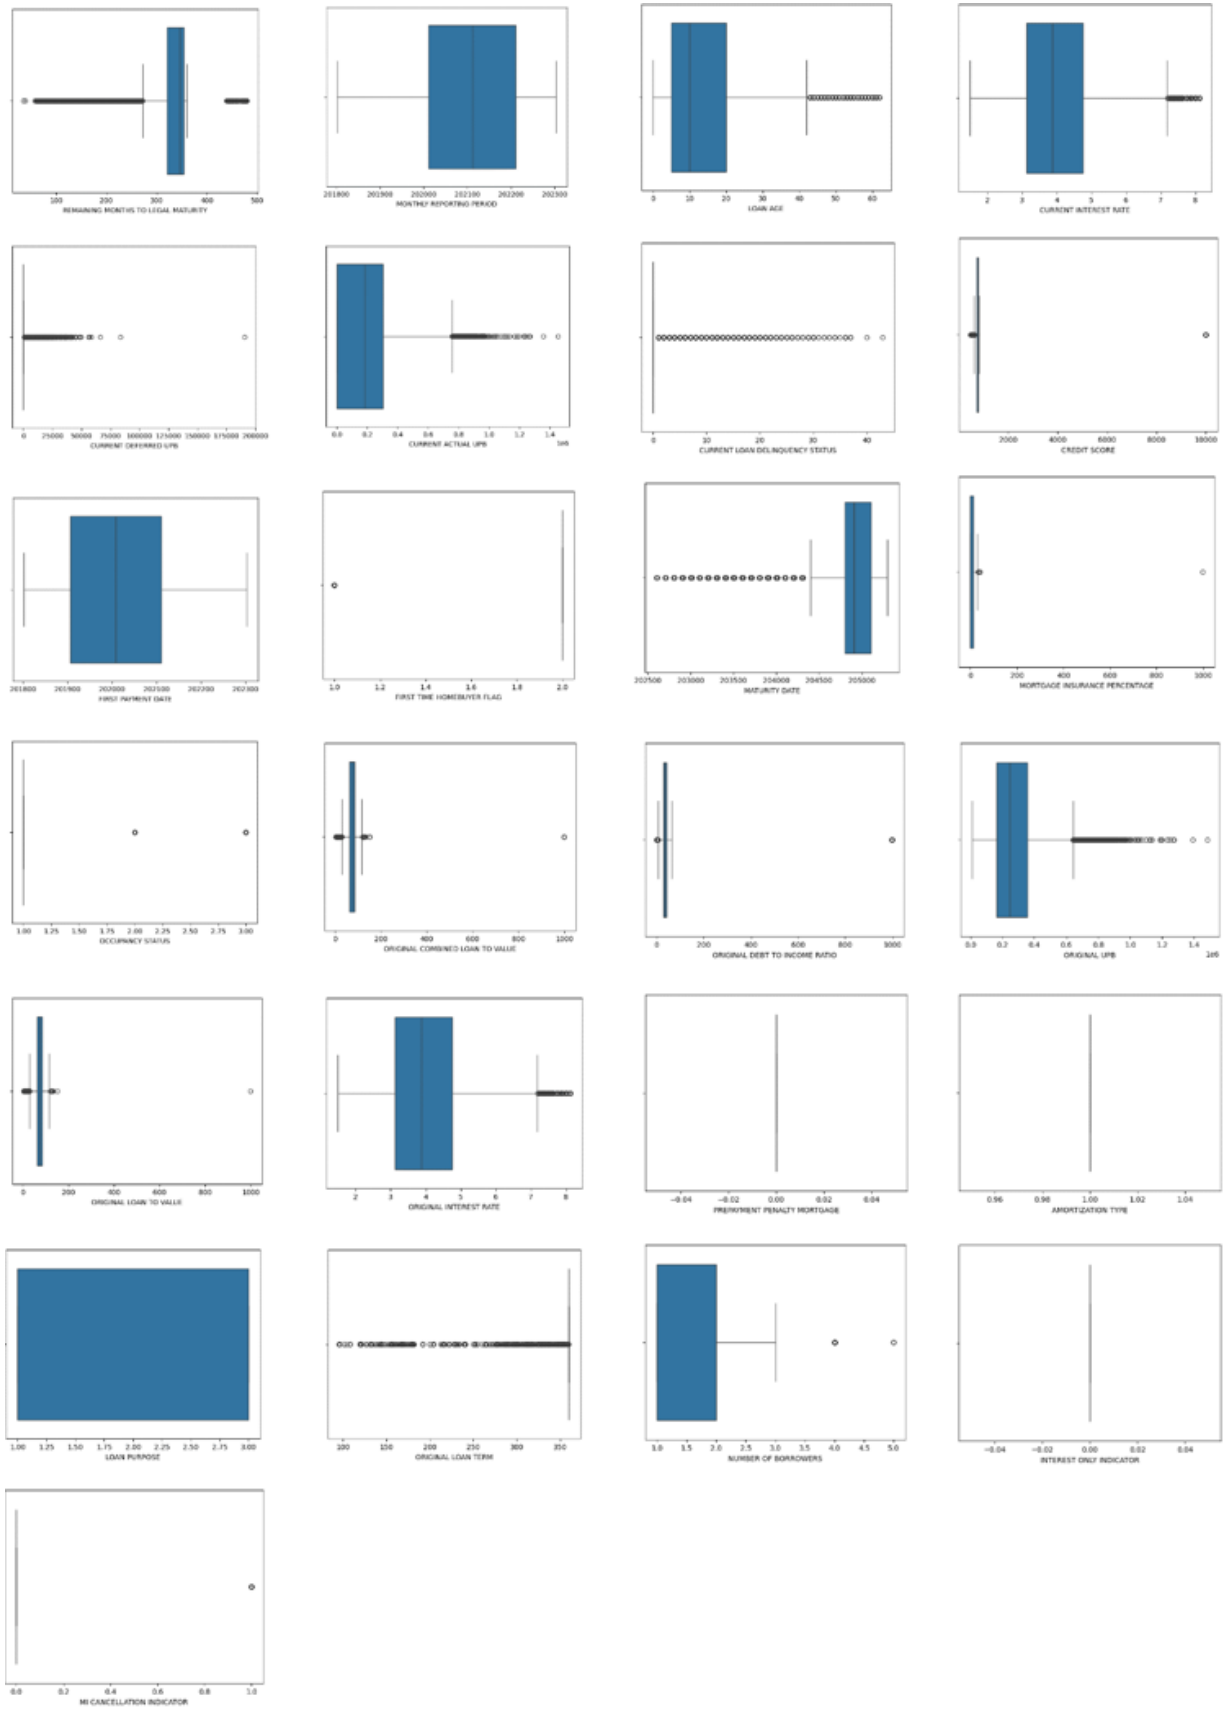 100 200 300 400 500
REMAINING MONTHS TO LEGAL MATURITY
201800 201900 202000 202100 202200 202300
MONTHLY REPORTING PERIOD
0 10 20 30 40 50 60
LOAN AGE
2 3 4 5 6 7 8
CURRENT INTEREST RATE
0 25000 50000 75000 100000 125000 150000 175000 200000
CURRENT DEFERRED UPB
0.0 0.2 0.4 0.6 0.8 1.0 1.2 1.4
1e6
CURRENT ACTUAL UPB
0 10 20 30 40
CURRENT LOAN DELINQUENCY STATUS
2000 4000 6000 8000 10000
CREDIT SCORE
201800 201900 202000 202100 202200 202300
FIRST PAYMENT DATE
1.0 1.2 1.4 1.6 1.8 2.0
FIRST TIME HOMEBUYER FLAG
202500 203000 203500 204000 204500 205000
MATURITY DATE
0 200 400 600 800 1000
MORTGAGE INSURANCE PERCENTAGE
1.00 1.25 1.50 1.75 2.00 2.25 2.50 2.75 3.00
OCCUPANCY STATUS
0 200 400 600 800 1000
ORIGINAL COMBINED LOAN TO VALUE
0 200 400 600 800 1000
ORIGINAL DEBT TO INCOME RATIO
0.0 0.2 0.4 0.6 0.8 1.0 1.2 1.4
1e6
ORIGINAL UPB
0 200 400 600 800 1000
ORIGINAL LOAN TO VALUE
2 3 4 5 6 7 8
ORIGINAL INTEREST RATE
−0.04 −0.02 0.00 0.02 0.04
PREPAYMENT PENALTY MORTGAGE
0.96 0.98 1.00 1.02 1.04
AMORTIZATION TYPE
1.00 1.25 1.50 1.75 2.00 2.25 2.50 2.75 3.00
LOAN PURPOSE
100 150 200 250 300 350
ORIGINAL LOAN TERM
1.0 1.5 2.0 2.5 3.0 3.5 4.0 4.5 5.0
NUMBER OF BORROWERS
−0.04 −0.02 0.00 0.02 0.04
INTEREST ONLY INDICATOR
0.0 0.2 0.4 0.6 0.8 1.0
MI CANCELLATION INDICATOR